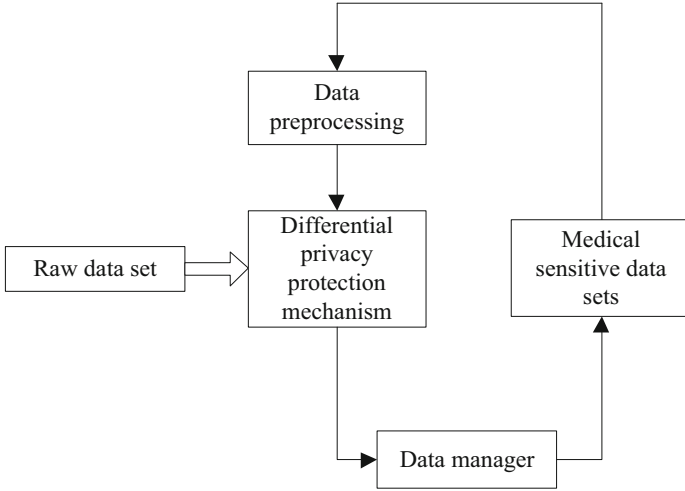 Data
preprocessing
Differential
privacy
protection
mechanism
Raw data set
Medical
sensitive data
sets
Data manager